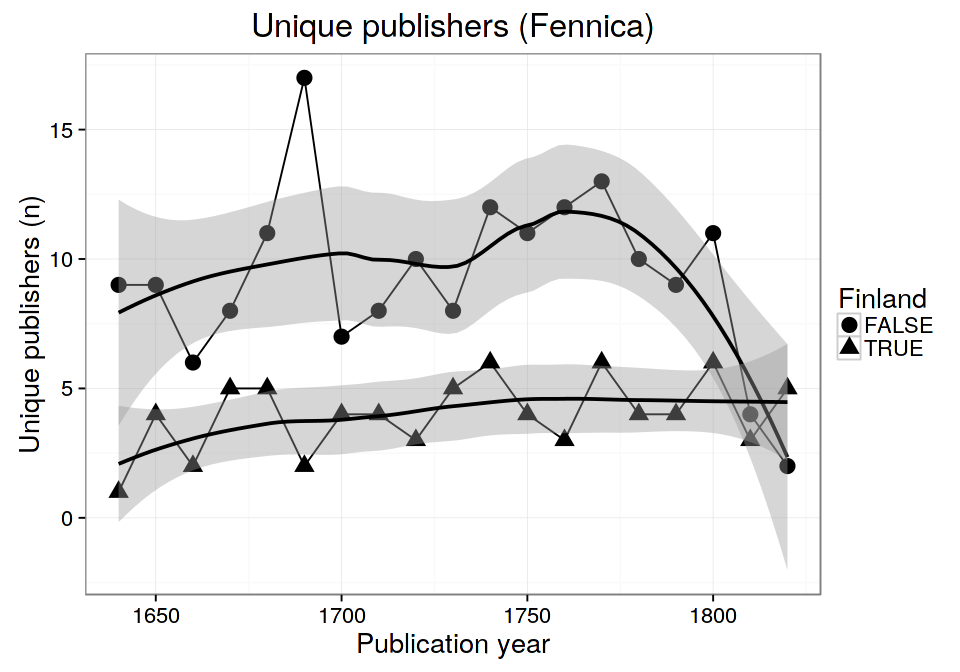 Unique publishers (Fennica)
Unique publishers (n)
15
10
5
0
1650
1700
1750
1800
Publication year
Finland
FALSE
TRUE